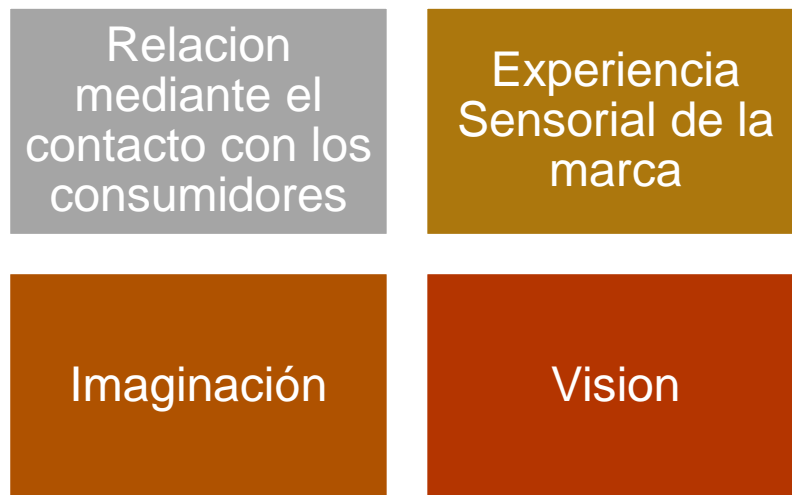 Relacion
mediante el
contacto con los
consumidores
Experiencia
Sensorial de la
marca
Imaginación
Vision